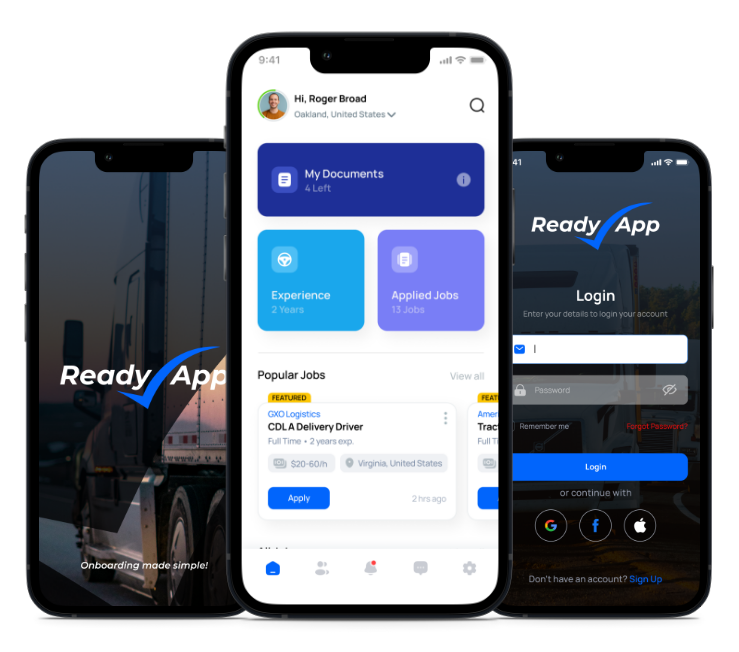 Ready App
Onboarding made simple!
9:41
Hi, Roger Broad
Oakland, United States
My Documents
4 Left
Experience
2 Years
Applied Jobs
13 Jobs
Popular Jobs
View all
FEATURED
GXO Logistics
CDL A Delivery Driver
Full Time • 2 years exp.
$20-60/h
Virginia, United States
Apply
2 hrs ago
FEAT
Amer
Tract
Full Ti
41
Ready App
Login
Enter your details to login your account
Password
Remember me
Forgot Password?
Login
or continue with
G
f
Don't have an account? Sign Up